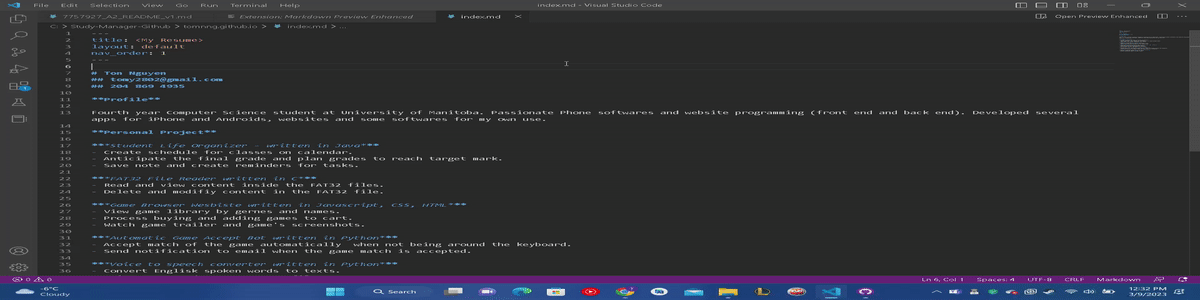 File Edit Selection View Go Run Terminal Help index.md - Visual Studio Code
7757927_A2_README_v1.md Extension: Markdown Preview Enhanced index.md Open Preview Enhanced
C: > Study-Manager-Github > tomnng.github.io > index.md > ...
1 ---
2 title: <My Resume>
3 layout: default
4 nav_order: 1
5 ---
6
7 # Ton Nguyen
8 ## tomy2802@gmail.com
9 ## 204 869 4935
10
11 **Profile**
12
13 Fourth year Computer Science student at University of Manitoba. Passionate Phone softwares and website programming (front end and back end). Developed several
apps for iPhone and Androids, websites and some softwares for my own use.
14
15 **Personal Project**
16
17 ***Student Life Organizer - written in Java***
18 - Create schedule for classes on calendar.
19 - Anticipate the final grade and plan grades to reach target mark.
20 - Save note and create reminders for tasks.
21
22 ***FAT32 File Reader written in C***
23 - Read and view content inside the FAT32 files.
24 - Delete and modifiy content in the FAT32 file.
25
26 ***Game Browser Wesbiste written in Javascript, CSS, HTML***
27 - View game library by gernes and names.
28 - Process buying and adding games to cart.
29 - Watch game trailer and game's screenshots.
30
31 ***Automatic Game Accept Bot written in Python***
32 - Accept match of the game automatically when not being around the keyboard.
33 - Send notification to email when the game match is accepted.
34
35 ***Voice to speech converter written in Python***
36 - Convert Englisk spoken words to texts.
0 0 Ln 6, Col 1 Spaces: 4 UTF-8 CRLF Markdown
-6°C
Cloudy
Search
12:32 PM
3/9/2023